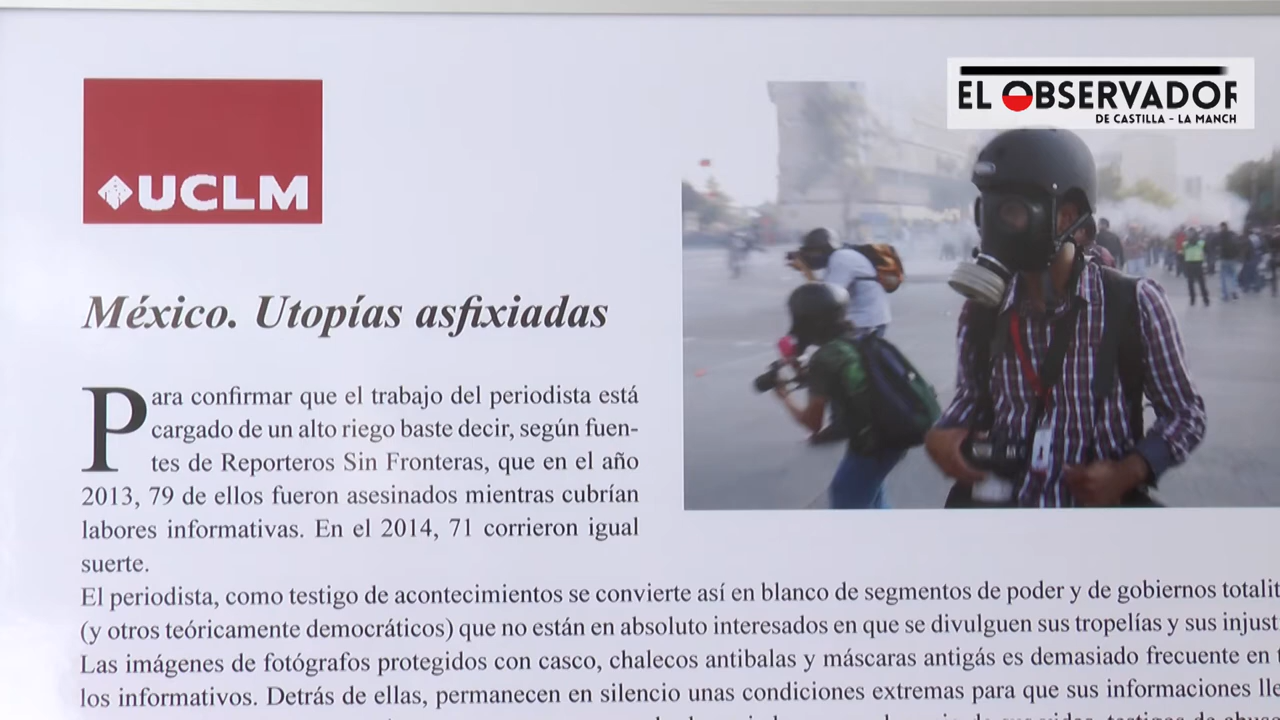 EL OBSERVADOR
DE CASTILLA - LA MANCH
UCLM
México. Utopías asfixiadas
Para confirmar que el trabajo del periodista está
cargado de un alto riego baste decir, según fuen-
tes de Reporteros Sin Fronteras, que en el año
2013, 79 de ellos fueron asesinados mientras cubrían
labores informativas. En el 2014, 71 corrieron igual
suerte.
El periodista, como testigo de acontecimientos se convierte así en blanco de segmentos de poder y de gobiernos totalit
(y otros teóricamente democráticos) que no están en absoluto interesados en que se divulguen sus tropelías y sus injust
Las imágenes de fotógrafos protegidos con casco, chalecos antibalas y máscaras antigás es demasiado frecuente en t
los informativos. Detrás de ellas, permanecen en silencio unas condiciones extremas para que sus informaciones lle